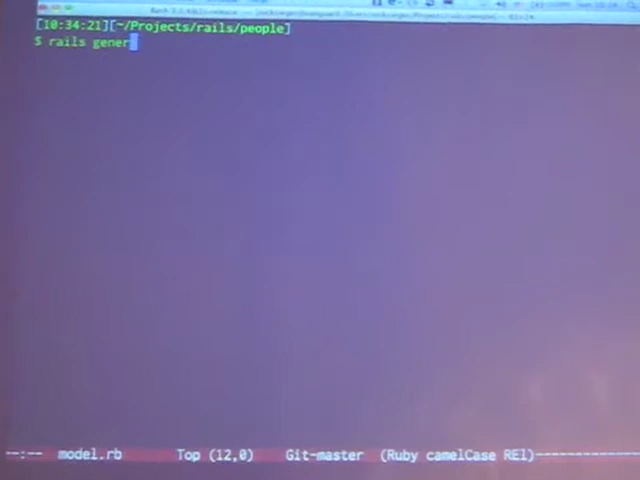 [10:34:21][~/Projects/rails/people]
$ rails gener
--:-- model.rb Top (12,0) Git-master (Ruby camelCase REl)----------